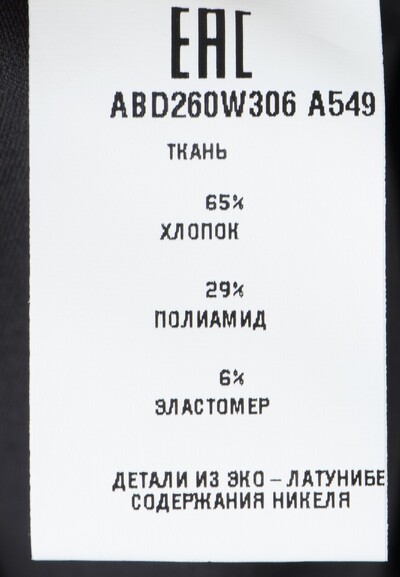 EAC
ABD260W306 A549
ТКАНЬ
65%
ХЛОПОК
29%
ПОЛИАМИД
6%
ЭЛАСТОМЕР
ДЕТАЛИ ИЗ ЭКО – ЛАТУНИБЕ
СОДЕРЖАНИЯ НИКЕЛЯ